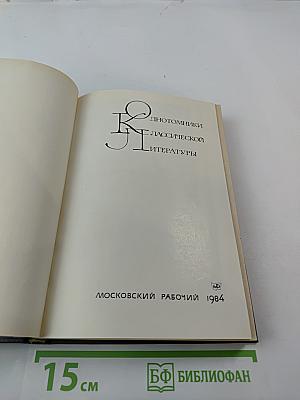 ОДНОТОМНИКИ
КЛАССИЧЕСКОЙ
ЛИТЕРАТУРЫ
МОСКОВСКИЙ РАБОЧИЙ 1984
15 см
БФ БИБЛИОФАН